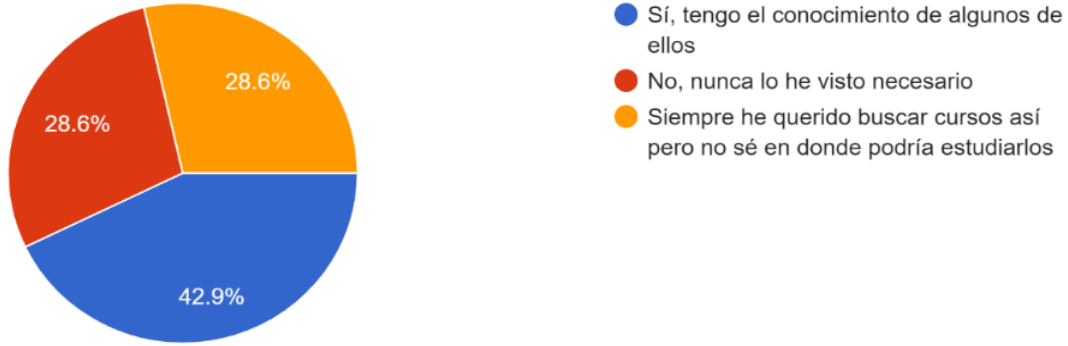 28.6%
28.6%
42.9%
Sí, tengo el conocimiento de algunos de
ellos
No, nunca lo he visto necesario
Siempre he querido buscar cursos así
pero no sé en donde podría estudiarlos